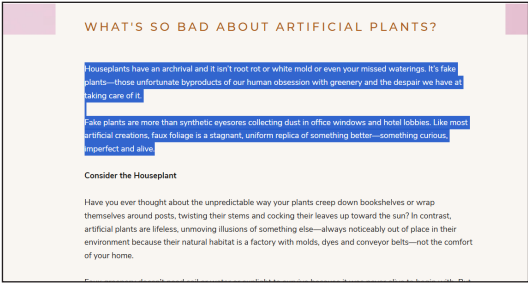 WHAT'S SO BAD ABOUT ARTIFICIAL PLANTS?
Houseplants have an archrival and it isn't root rot or white mold or even your missed waterings. It's fake
plants—those unfortunate byproducts of our human obsession with greenery and the despair we have at
taking care of it.
Fake plants are more than synthetic eyesores collecting dust in office windows and hotel lobbies. Like most
artificial creations, faux foliage is a stagnant, uniform replica of something better—something curious,
imperfect and alive.
Consider the Houseplant
Have you ever thought about the unpredictable way your plants creep down bookshelves or wrap
themselves around posts, twisting their stems and cocking their leaves up toward the sun? In contrast,
artificial plants are lifeless, unmoving illusions of something else—always noticeably out of place in their
environment because their natural habitat is a factory with molds, dyes and conveyor belts—not the comfort
of your home.